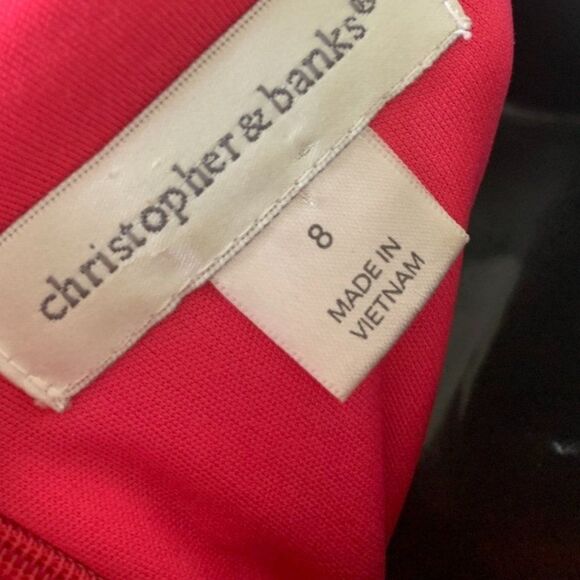 christopher & banks®
8
MADE IN
VIETNAM